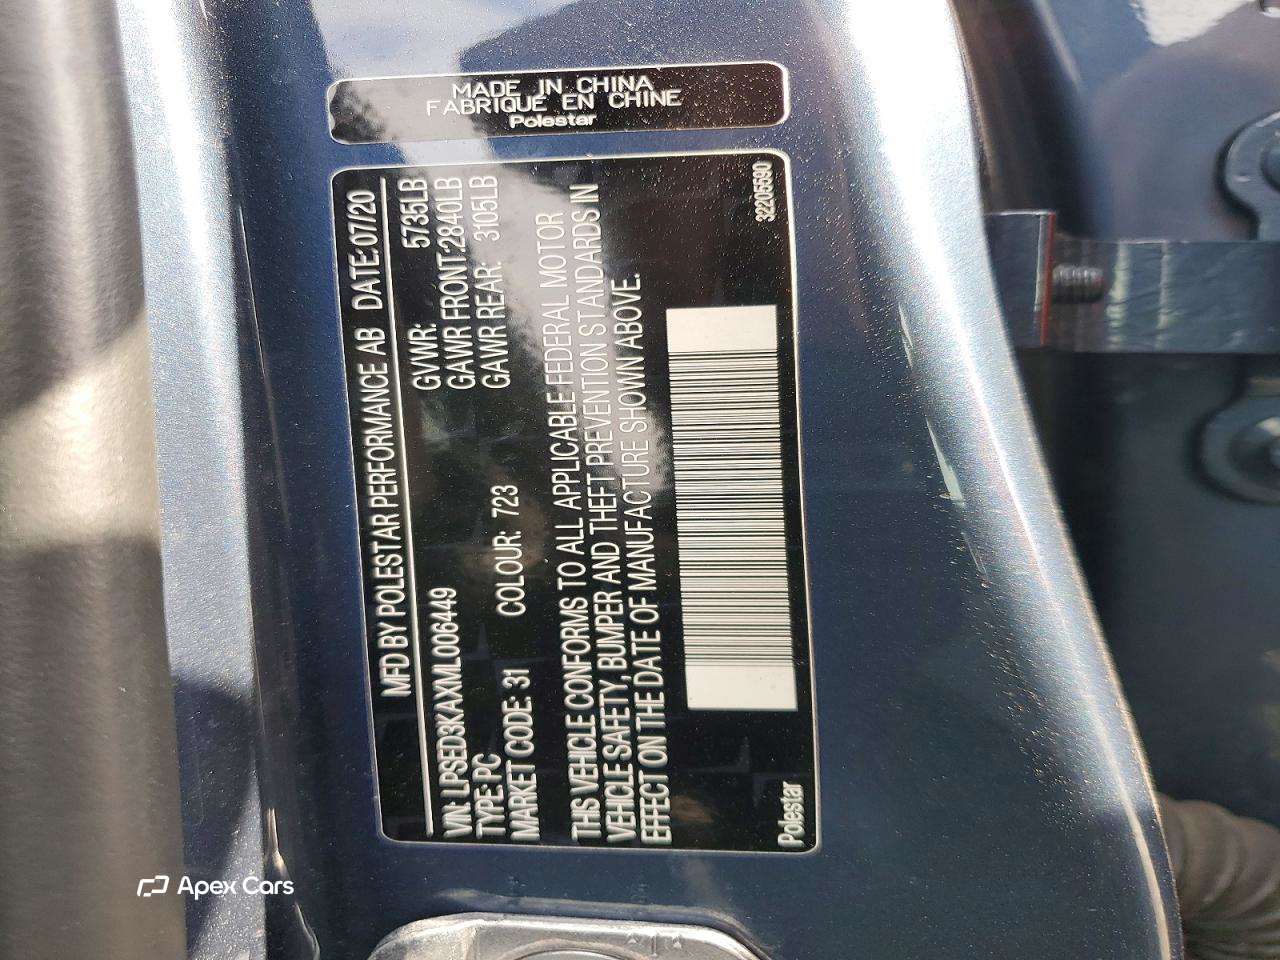 MADE IN CHINA
FABRIQUE EN CHINE
Polestar
MFD BY POLESTAR PERFORMANCE AB DATE:07/20
GVWR: 5735LB
GAWR FRONT:2840LB
GAWR REAR: 3105LB
VIN: LPSED3KAXML006449
TYPE: PC
MARKET CODE: 31 COLOUR: 723
THIS VEHICLE CONFORMS TO ALL APPLICABLE FEDERAL MOTOR
VEHICLE SAFETY, BUMPER AND THEFT PREVENTION STANDARDS IN
EFFECT ON THE DATE OF MANUFACTURE SHOWN ABOVE.
Polestar
32205590
Apex Cars